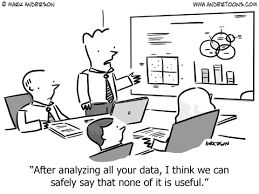 © MARK ANDERSON
WWW.ANDERTOONS.COM
ANDERSON
"After analyzing all your data, I think we can
safely say that none of it is useful."